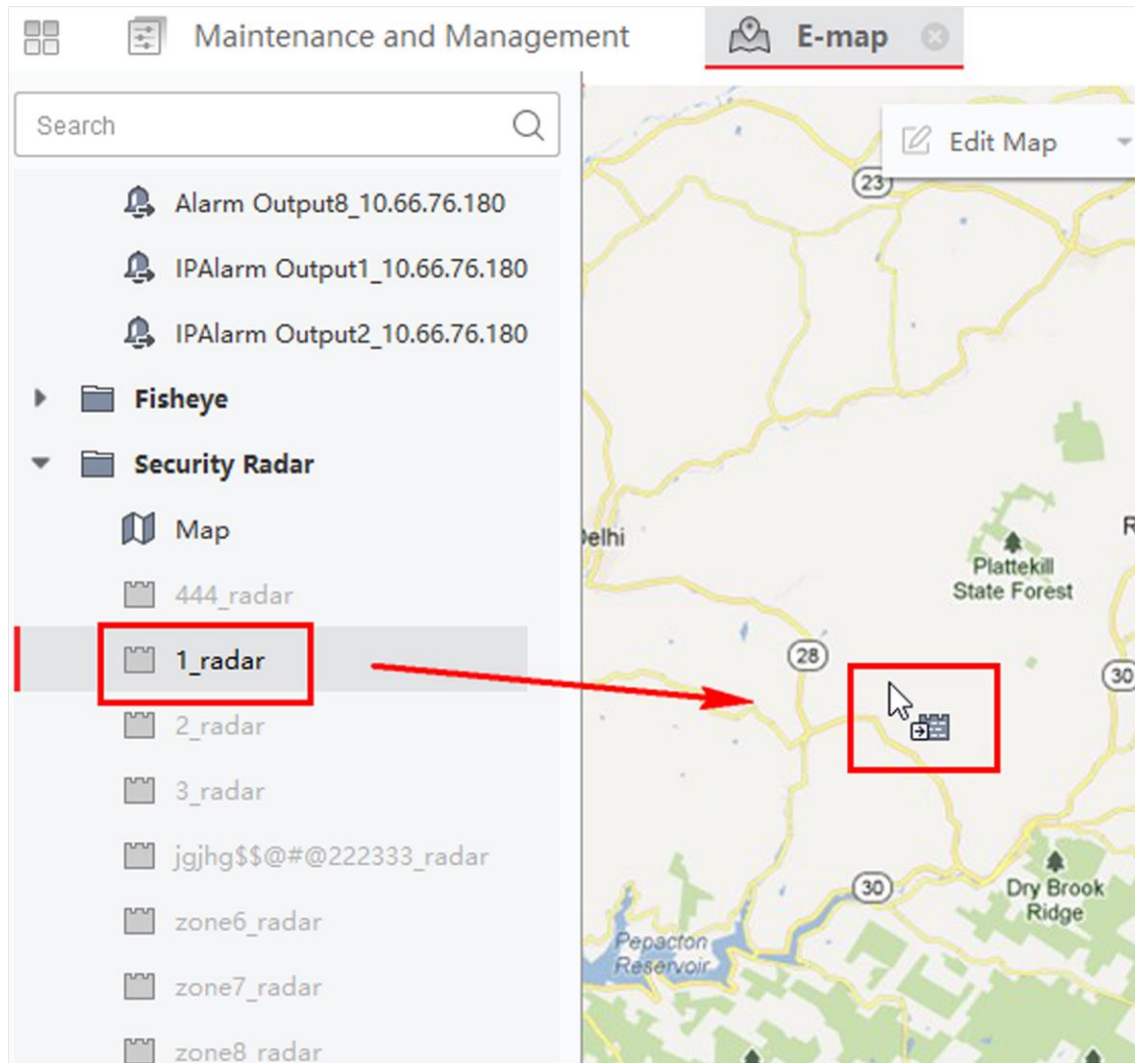 Maintenance and Management
E-map
Search
Edit Map
Alarm Output8_10.66.76.180
IPAlarm Output1_10.66.76.180
IPAlarm Output2_10.66.76.180
Fisheye
Security Radar
Map
444_radar
1_radar
2_radar
3_radar
jgjhg$$@#@222333_radar
zone6_radar
zone7_radar
zone8_radar
23
elhi
R
Plattekill
State Forest
28
30
30
Dry Brook
Ridge
Pepacton
Reservoir